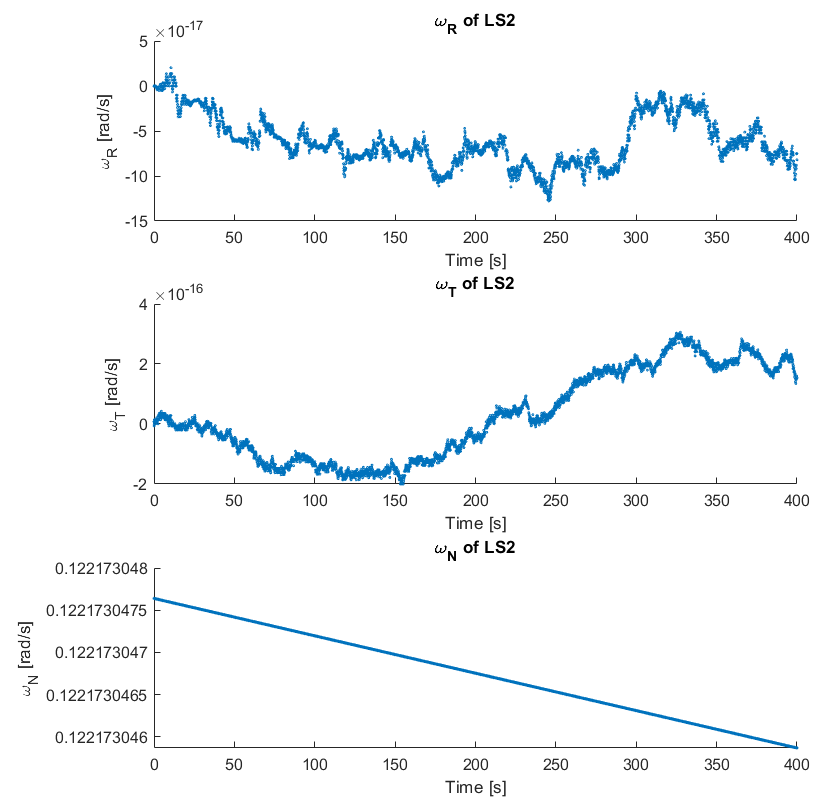 ω_R of LS2
×10^-17
5
0
-5
-10
-15
ω_R [rad/s]
0 50 100 150 200 250 300 350 400
Time [s]
ω_T of LS2
×10^-16
4
2
0
-2
ω_T [rad/s]
0 50 100 150 200 250 300 350 400
Time [s]
ω_N of LS2
0.122173048
0.1221730475
0.122173047
0.1221730465
0.122173046
ω_N [rad/s]
0 50 100 150 200 250 300 350 400
Time [s]